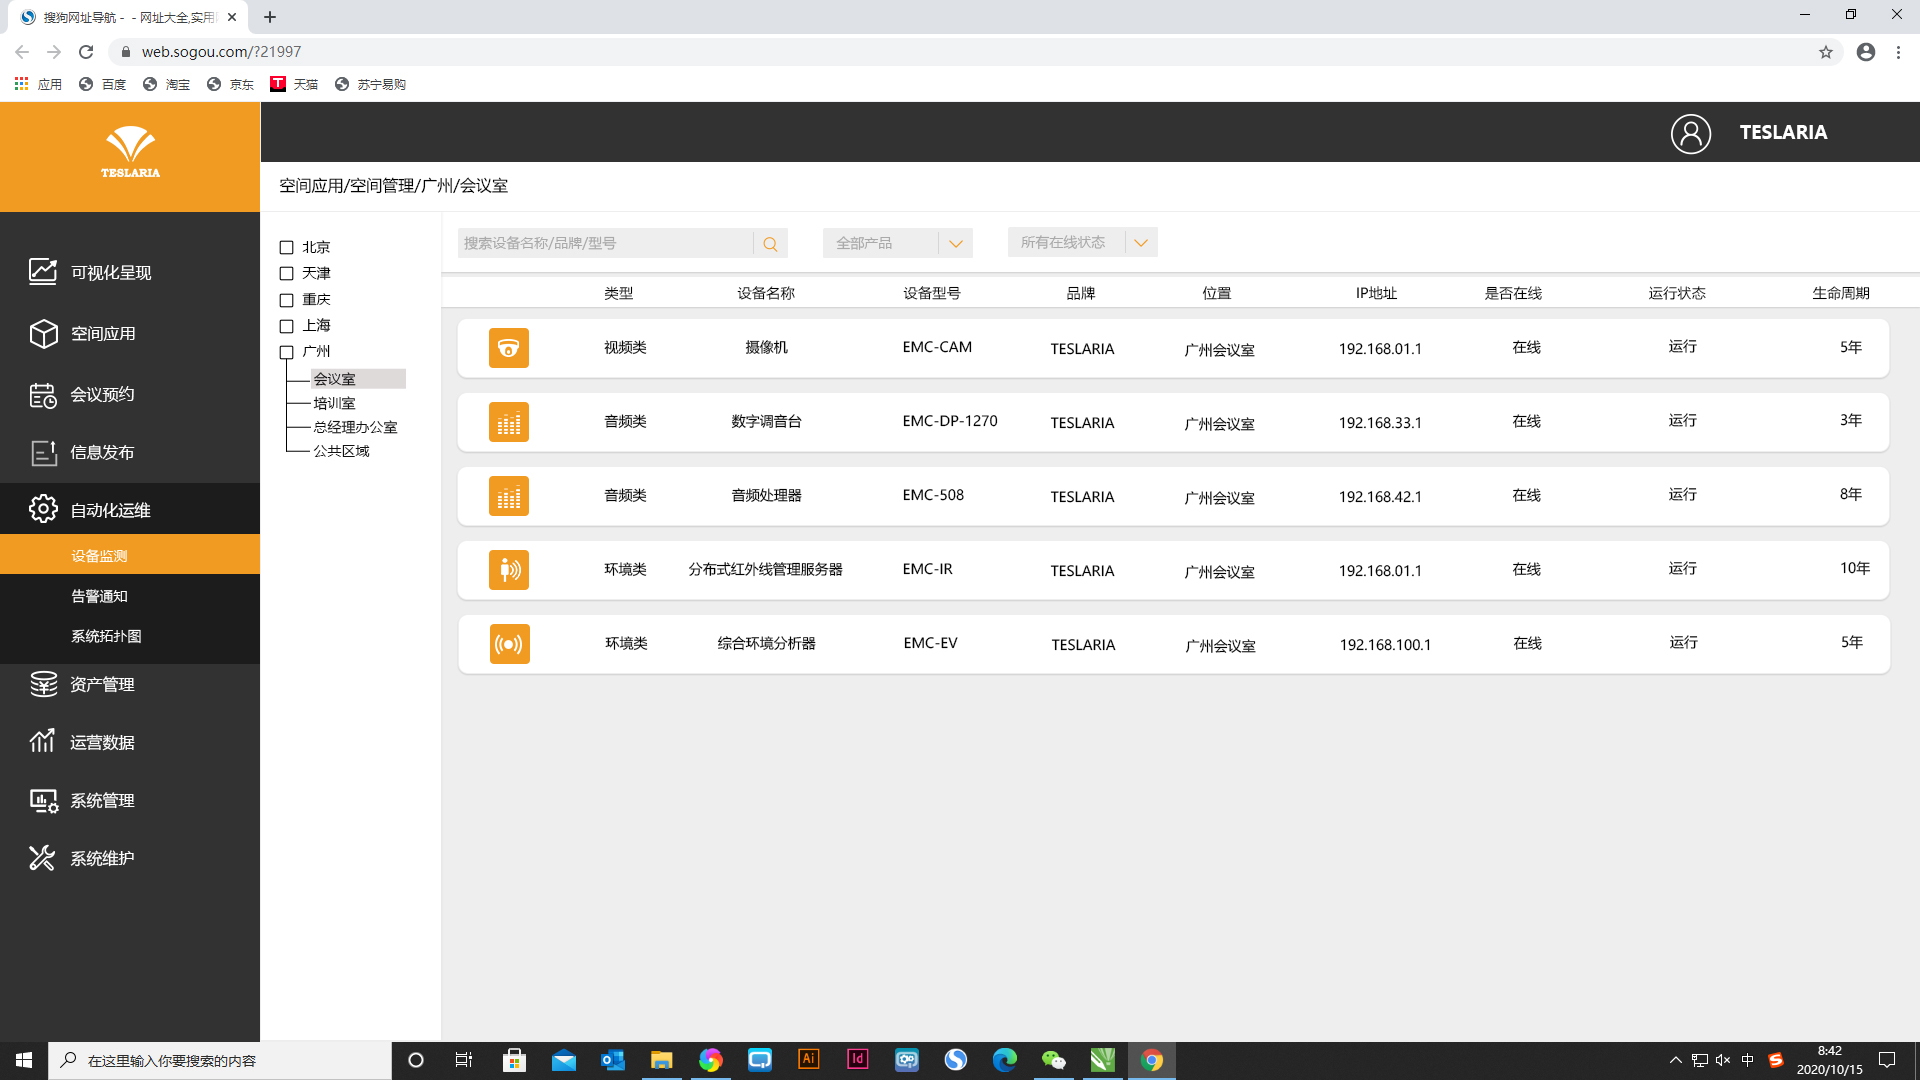 搜狗网址导航 - - 网址大全,实用
web.sogou.com/?21997
应用 百度 淘宝 京东 天猫 苏宁易购
TESLARIA
TESLARIA
空间应用/空间管理/广州/会议室
可视化呈现
空间应用
会议预约
信息发布
自动化运维
设备监测
告警通知
系统拓扑图
资产管理
运营数据
系统管理
系统维护
北京
天津
重庆
上海
广州
会议室
培训室
总经理办公室
公共区域
搜索设备名称/品牌/型号 全部产品 所有在线状态
类型 设备名称 设备型号 品牌 位置 IP地址 是否在线 运行状态 生命周期
视频类 摄像机 EMC-CAM TESLARIA 广州会议室 192.168.01.1 在线 运行 5年
音频类 数字调音台 EMC-DP-1270 TESLARIA 广州会议室 192.168.33.1 在线 运行 3年
音频类 音频处理器 EMC-508 TESLARIA 广州会议室 192.168.42.1 在线 运行 8年
环境类 分布式红外线管理服务器 EMC-IR TESLARIA 广州会议室 192.168.01.1 在线 运行 10年
环境类 综合环境分析器 EMC-EV TESLARIA 广州会议室 192.168.100.1 在线 运行 5年
在这里输入你要搜索的内容
Ai
Id
中
8:42
2020/10/15